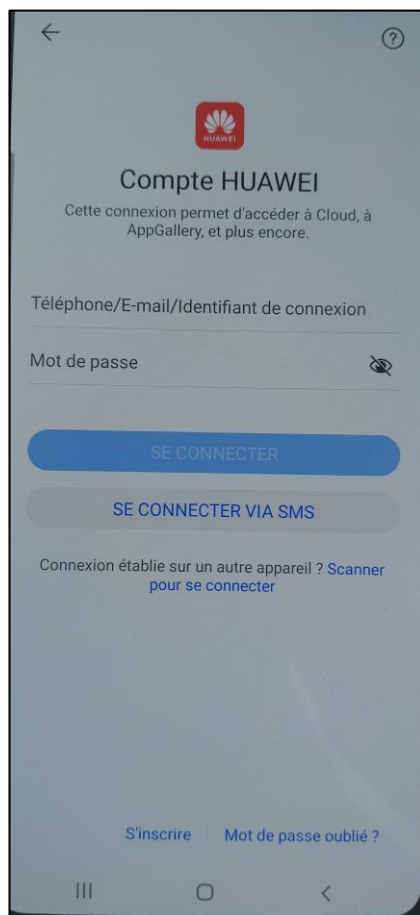 HUAWEI
Compte HUAWEI
Cette connexion permet d'accéder à Cloud, à
AppGallery, et plus encore.
Téléphone/E-mail/Identifiant de connexion
Mot de passe
SE CONNECTER
SE CONNECTER VIA SMS
Connexion établie sur un autre appareil ? Scanner
pour se connecter
S'inscrire Mot de passe oublié ?